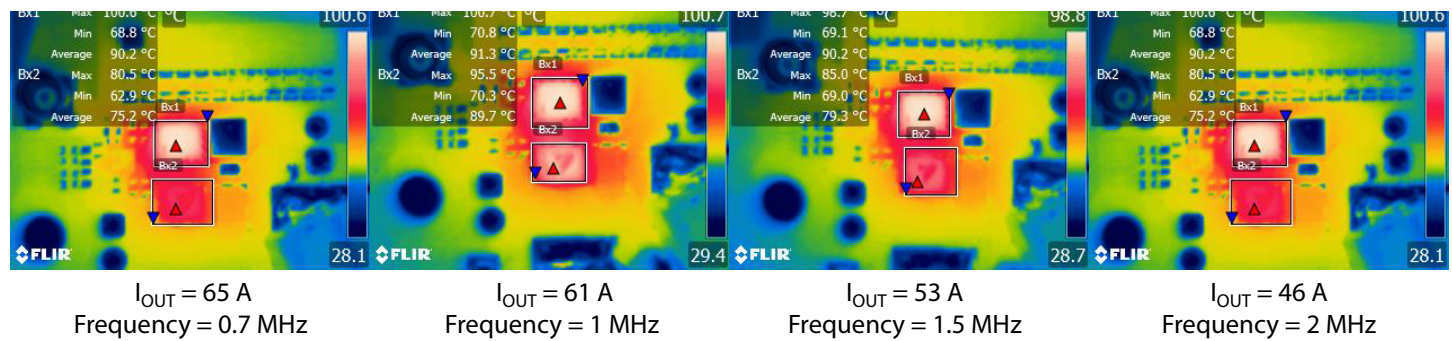 Bx1 Max 100.6 °C °C 100.6
Min 68.8 °C
Average 90.2 °C
Bx2 Max 80.5 °C
Min 62.9 °C
Average 75.2 °C
Bx1
Bx2
FLIR 28.1
Bx1 Max 100.7 °C °C 100.7
Min 70.8 °C
Average 91.3 °C
Bx2 Max 95.5 °C
Min 70.3 °C
Average 89.7 °C
Bx1
Bx2
FLIR 29.4
Bx1 Max 98.7 °C °C 98.8
Min 69.1 °C
Average 90.2 °C
Bx2 Max 85.0 °C
Min 69.0 °C
Average 79.3 °C
Bx1
Bx2
FLIR 28.7
Bx1 Max 100.6 °C °C 100.6
Min 68.8 °C
Average 90.2 °C
Bx2 Max 80.5 °C
Min 62.9 °C
Average 75.2 °C
Bx1
Bx2
FLIR 28.1
I_OUT = 65 A
Frequency = 0.7 MHz
I_OUT = 61 A
Frequency = 1 MHz
I_OUT = 53 A
Frequency = 1.5 MHz
I_OUT = 46 A
Frequency = 2 MHz